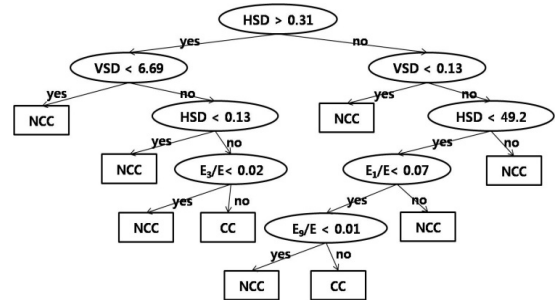 HSD > 0.31
yes no
VSD < 6.69 VSD < 0.13
yes no yes no
NCC HSD < 0.13 NCC HSD < 49.2
yes no yes no
NCC E₃/E< 0.02 E₁/E< 0.07 NCC
yes no yes no
NCC CC E₉/E < 0.01 NCC
yes no
NCC CC